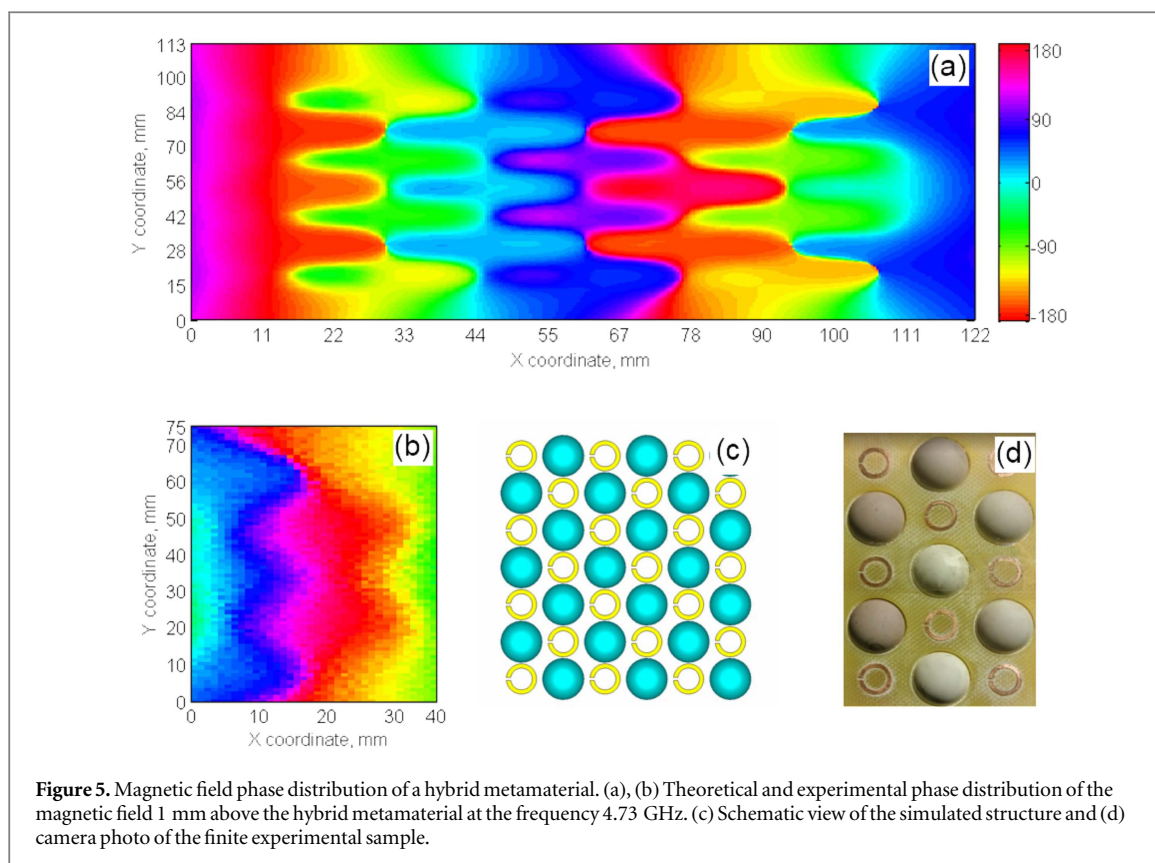 113
100
84
70
56
42
28
15
0
Y coordinate, mm
(a)
180
90
0
-90
-180
0 11 22 33 44 55 67 78 90 100 111 122
X coordinate, mm
75
70
60
50
40
30
20
10
0
Y coordinate, mm
(b)
0 10 20 30 40
X coordinate, mm
(c)
(d)
Figure 5. Magnetic field phase distribution of a hybrid metamaterial. (a), (b) Theoretical and experimental phase distribution of the
magnetic field 1 mm above the hybrid metamaterial at the frequency 4.73 GHz. (c) Schematic view of the simulated structure and (d)
camera photo of the finite experimental sample.